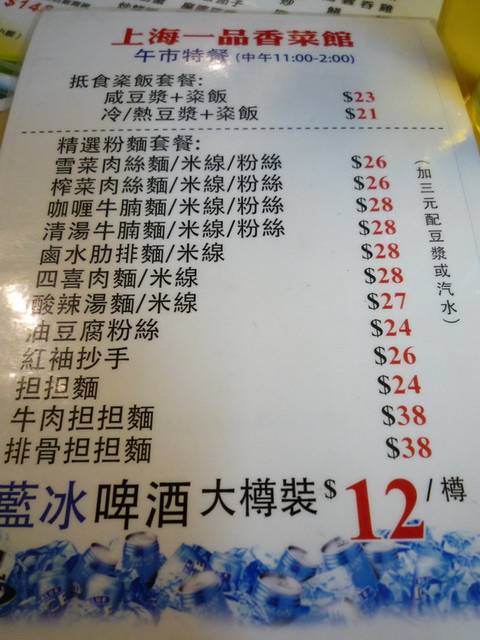 上海一品香菜館
午市特餐 (中午11:00-2:00)
抵食粢飯套餐:
咸豆漿+粢飯 $23
冷/熱豆漿+粢飯 $21
精選粉麵套餐:
雪菜肉絲麵/米線/粉絲 $26
榨菜肉絲麵/米線/粉絲 $26
咖喱牛腩麵/米線/粉絲 $28
清湯牛腩麵/米線/粉絲 $28
鹵水肋排麵/米線 $28
四喜肉麵/米線 $28
酸辣湯麵/米線 $27
油豆腐粉絲 $24
紅袖抄手 $26
担担麵 $24
牛肉担担麵 $38
排骨担担麵 $38
(加三元配豆漿或汽水)
藍冰啤酒大樽裝 $12/樽